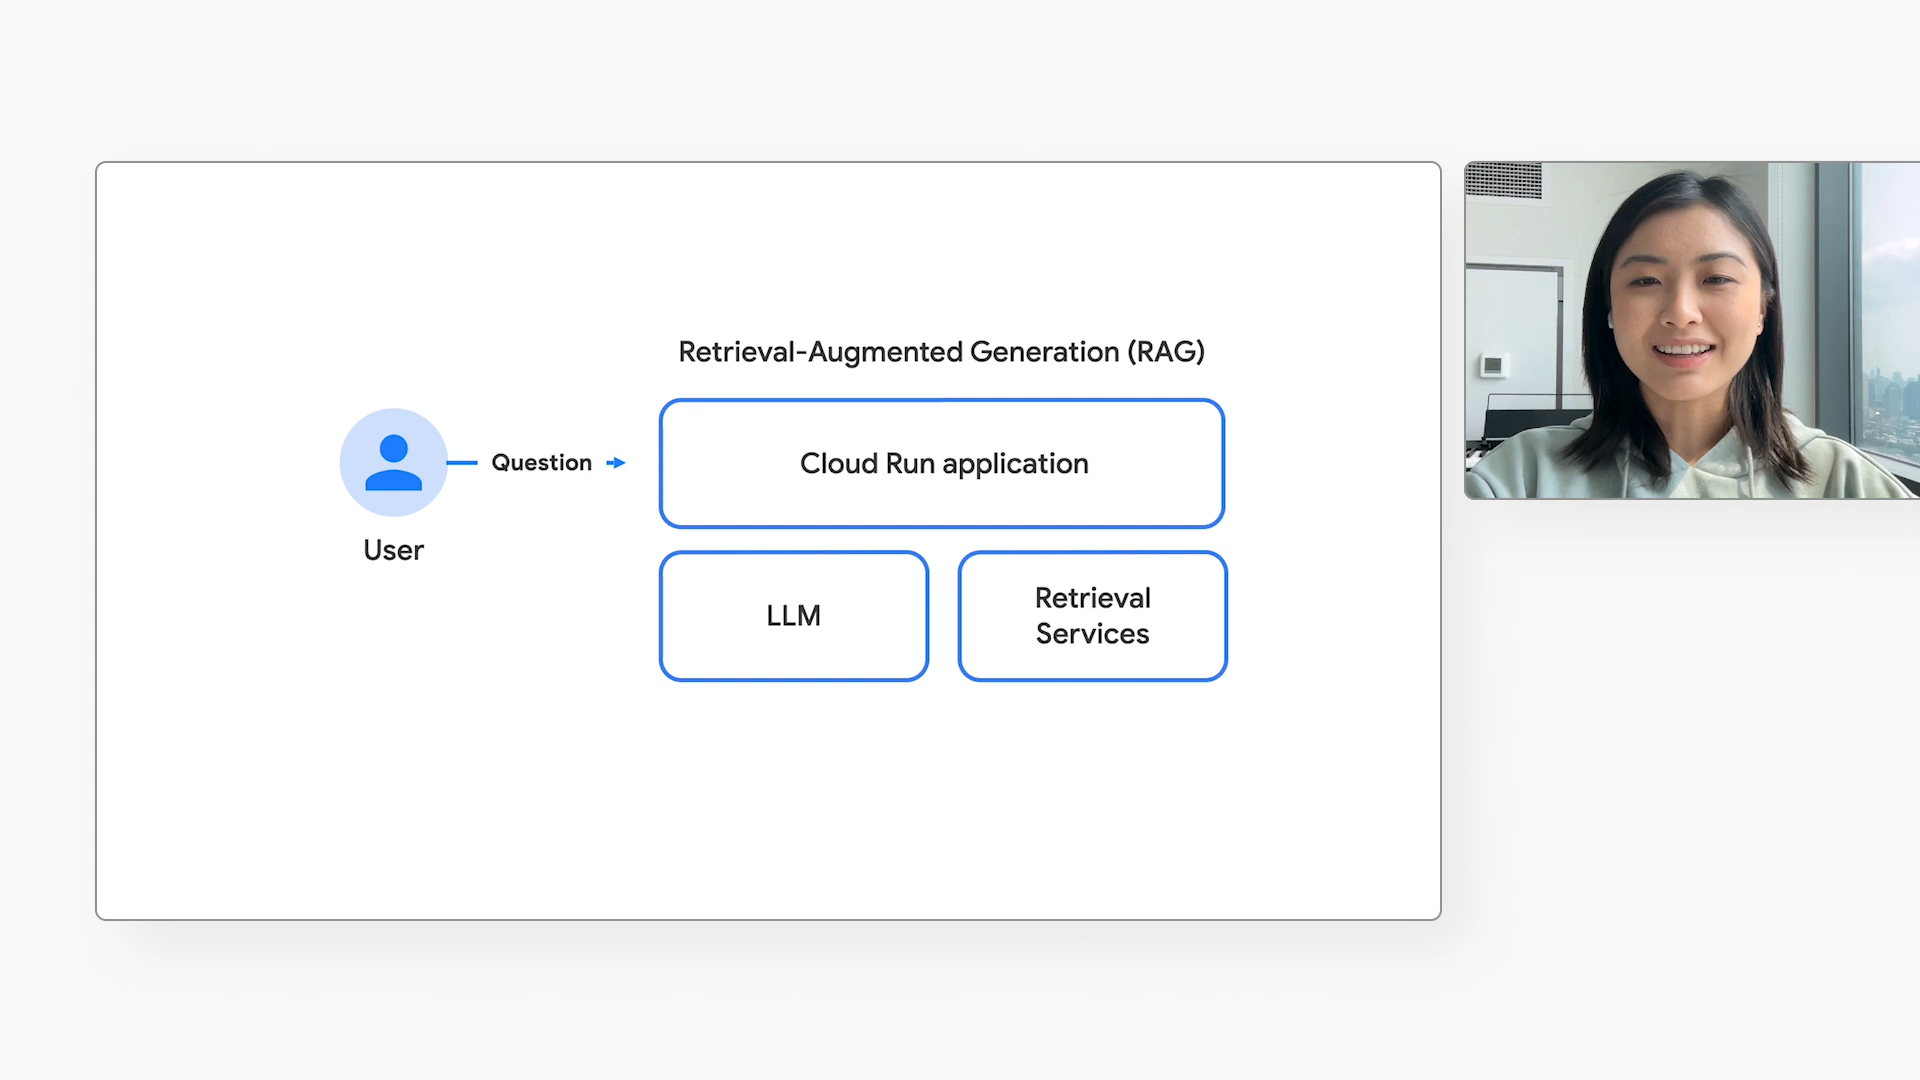 Retrieval-Augmented Generation (RAG)
Question
User
Cloud Run application
LLM
Retrieval
Services